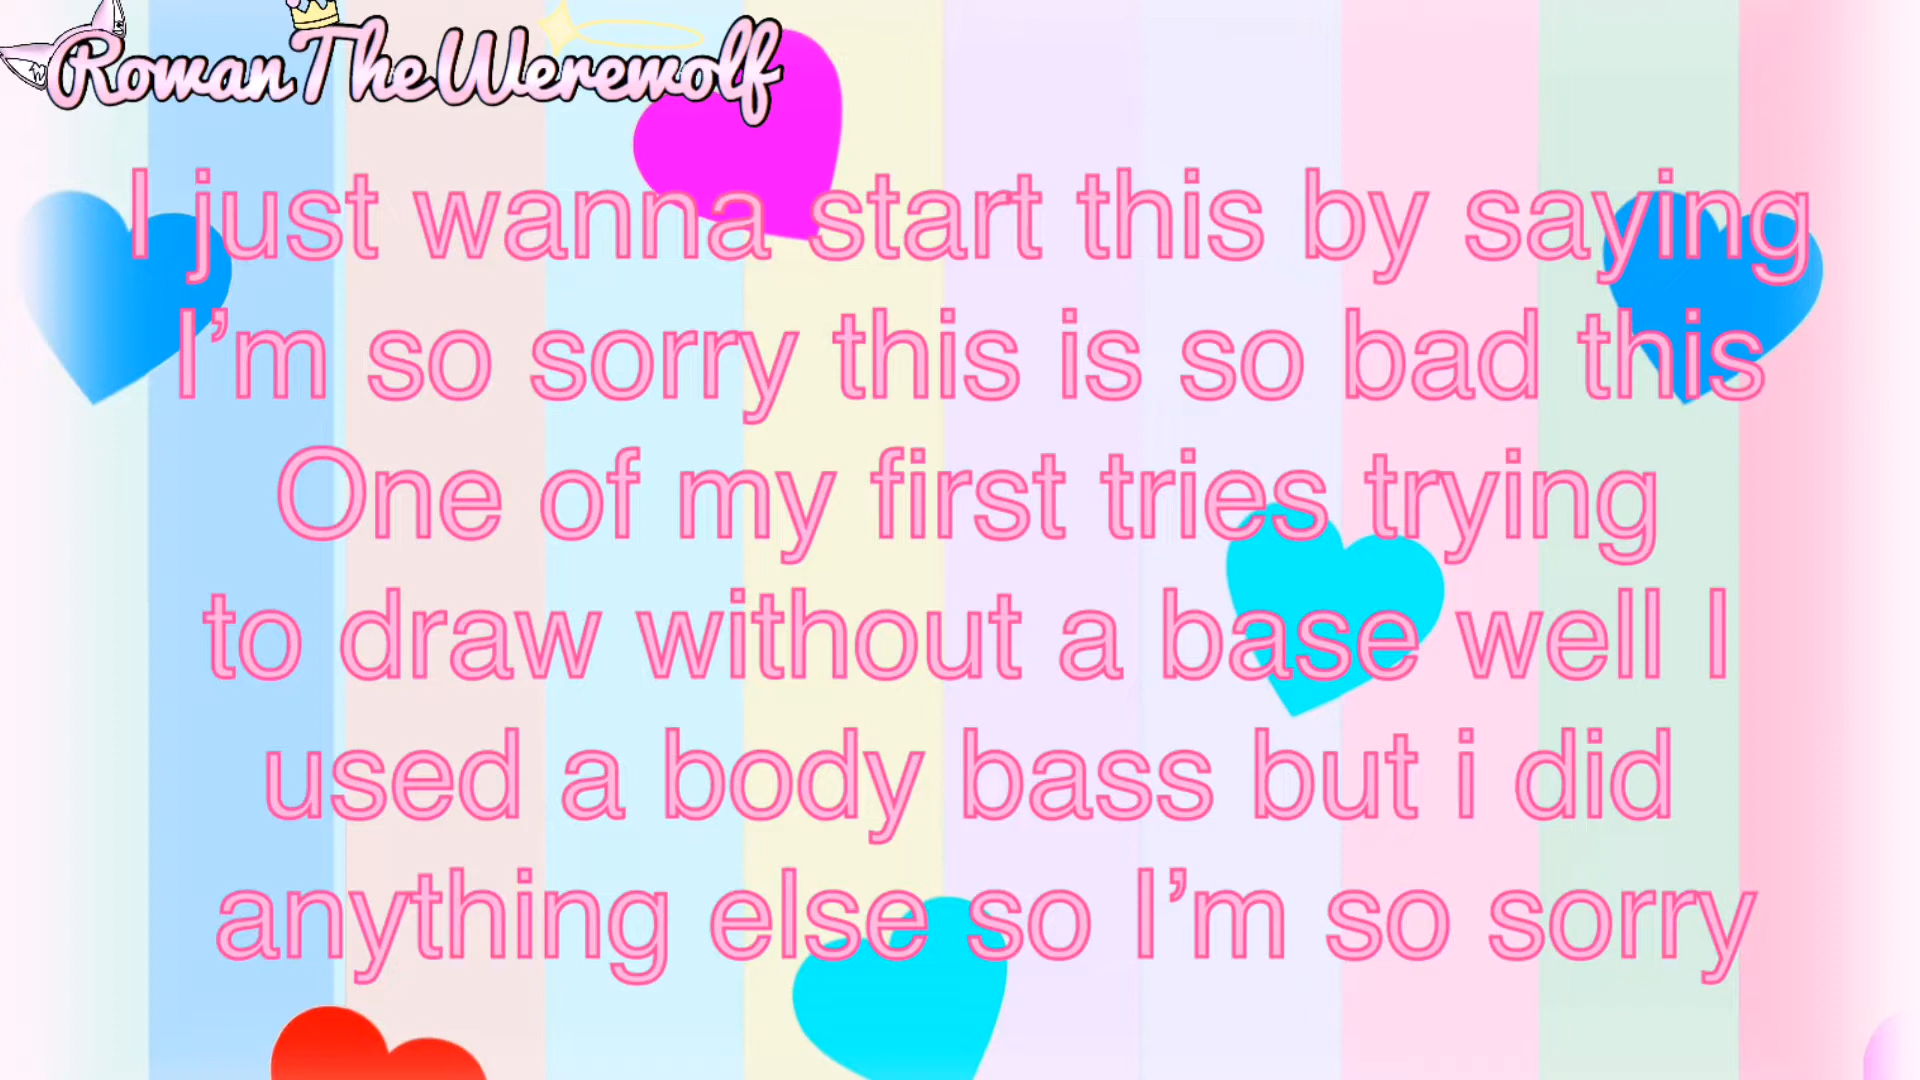 RowanTheWerewolf
I just wanna start this by saying
I'm so sorry this is so bad this
One of my first tries trying
to draw without a base well I
used a body bass but i did
anything else so I'm so sorry